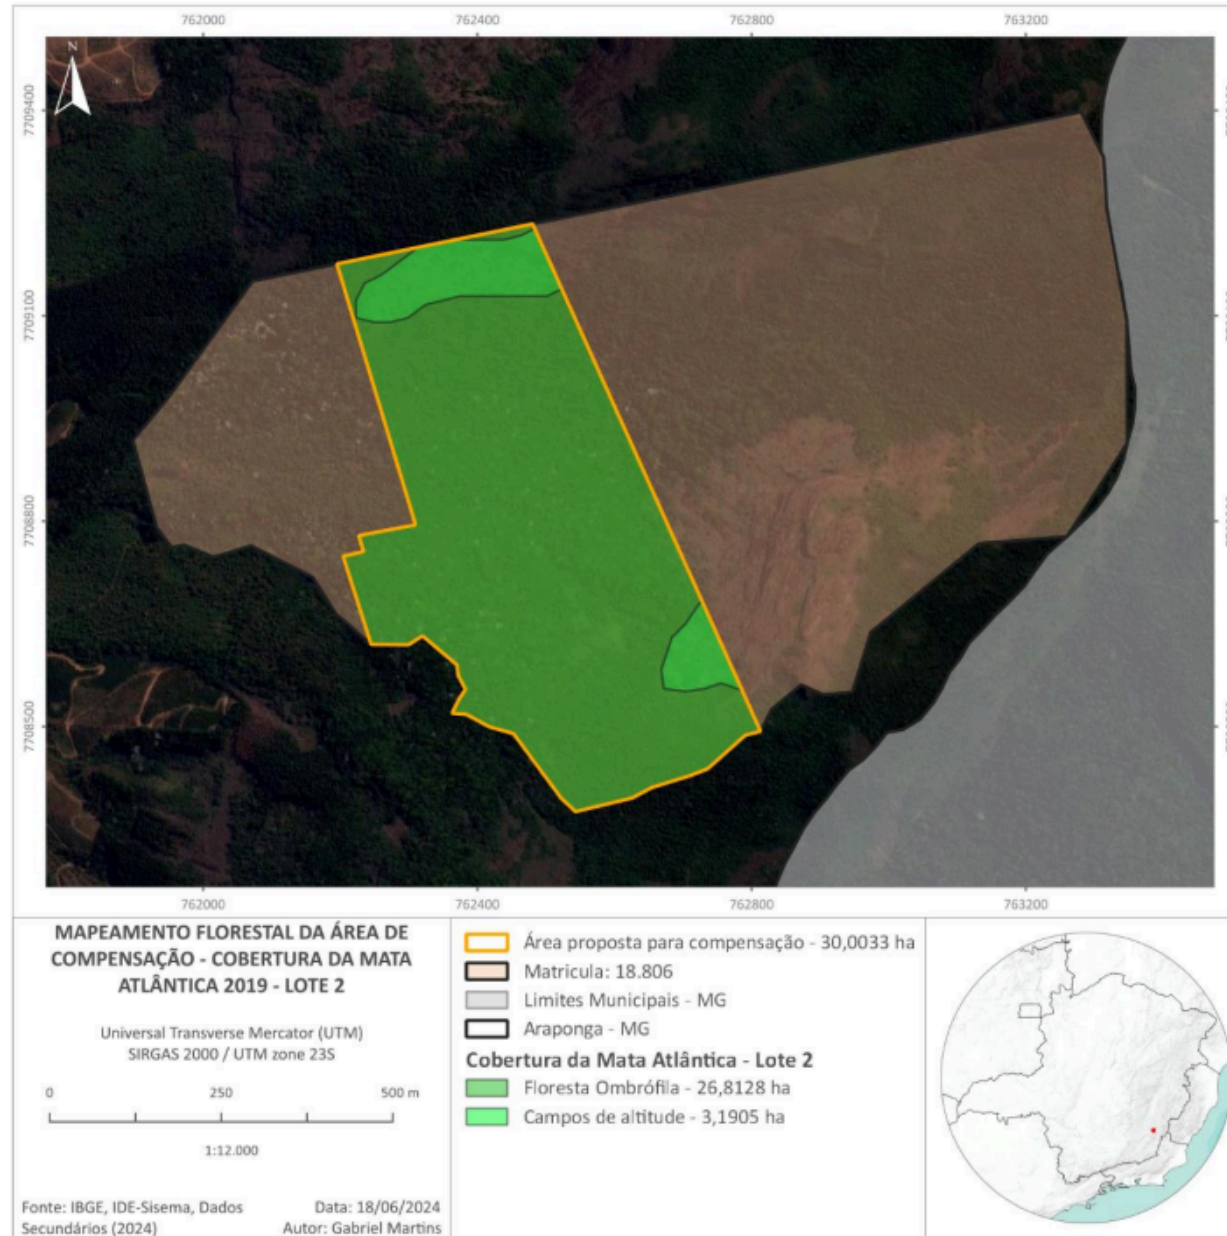 762000 762400 762800 763200
N
7709400
7709100
7708800
7708500
762000 762400 762800 763200
MAPEAMENTO FLORESTAL DA ÁREA DE
COMPENSAÇÃO - COBERTURA DA MATA
ATLÂNTICA 2019 - LOTE 2
Universal Transverse Mercator (UTM)
SIRGAS 2000 / UTM zone 23S
0 250 500 m
1:12.000
Fonte: IBGE, IDE-Sisema, Dados
Secundários (2024)
Data: 18/06/2024
Autor: Gabriel Martins
Área proposta para compensação - 30,0033 ha
Matricula: 18.806
Limites Municipais - MG
Araponga - MG
Cobertura da Mata Atlântica - Lote 2
Floresta Ombrófila - 26,8128 ha
Campos de altitude - 3,1905 ha